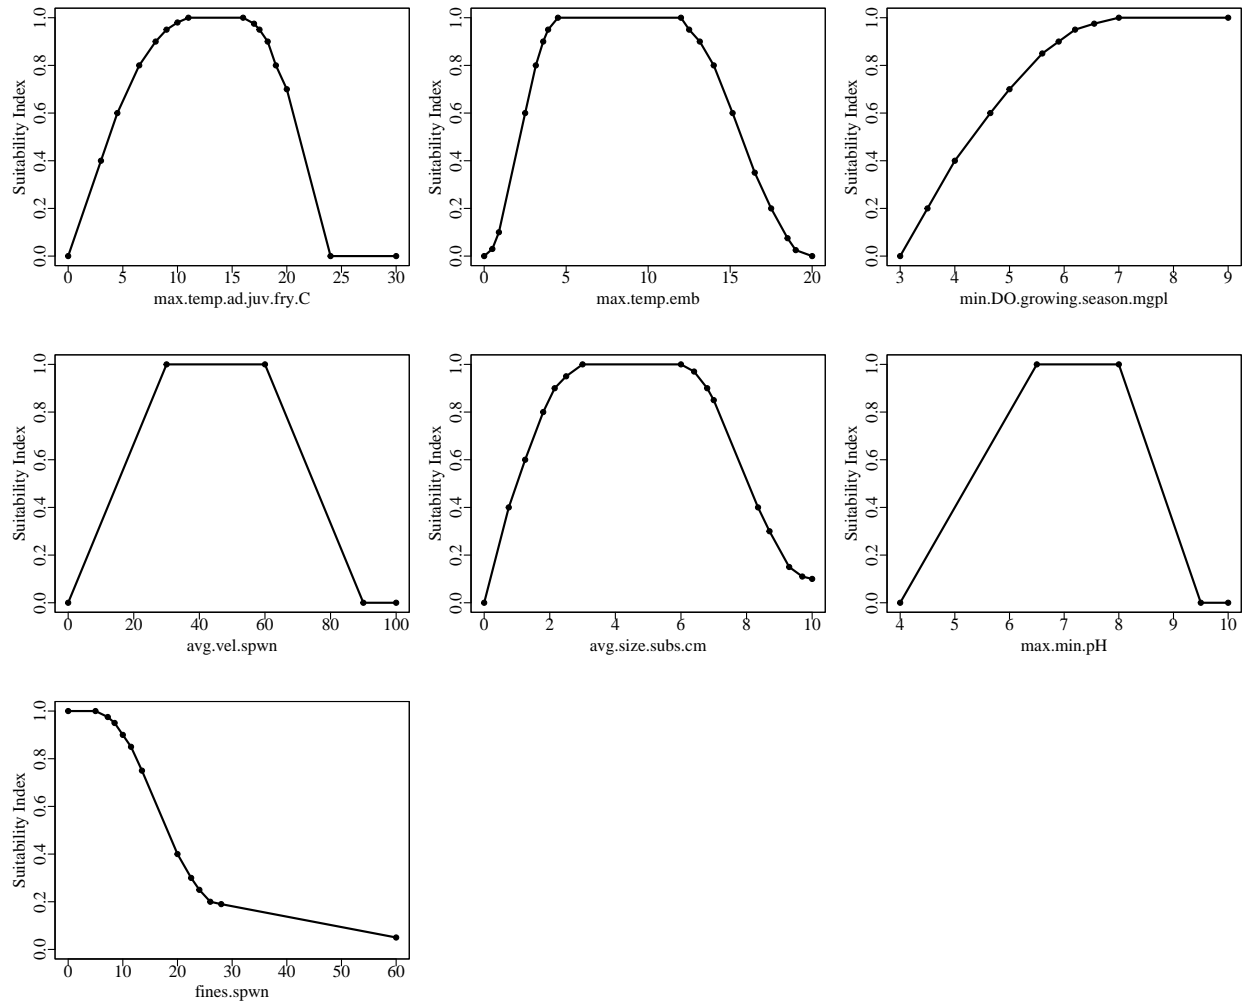 Suitability Index
0.0 0.2 0.4 0.6 0.8 1.0
0 5 10 15 20 25 30
max.temp.ad.juv.fry.C
Suitability Index
0.0 0.2 0.4 0.6 0.8 1.0
0 5 10 15 20
max.temp.emb
Suitability Index
0.0 0.2 0.4 0.6 0.8 1.0
3 4 5 6 7 8 9
min.DO.growing.season.mgpl
Suitability Index
0.0 0.2 0.4 0.6 0.8 1.0
0 20 40 60 80 100
avg.vel.spwn
Suitability Index
0.0 0.2 0.4 0.6 0.8 1.0
0 2 4 6 8 10
avg.size.subs.cm
Suitability Index
0.0 0.2 0.4 0.6 0.8 1.0
4 5 6 7 8 9 10
max.min.pH
Suitability Index
0.0 0.2 0.4 0.6 0.8 1.0
0 10 20 30 40 50 60
fines.spwn